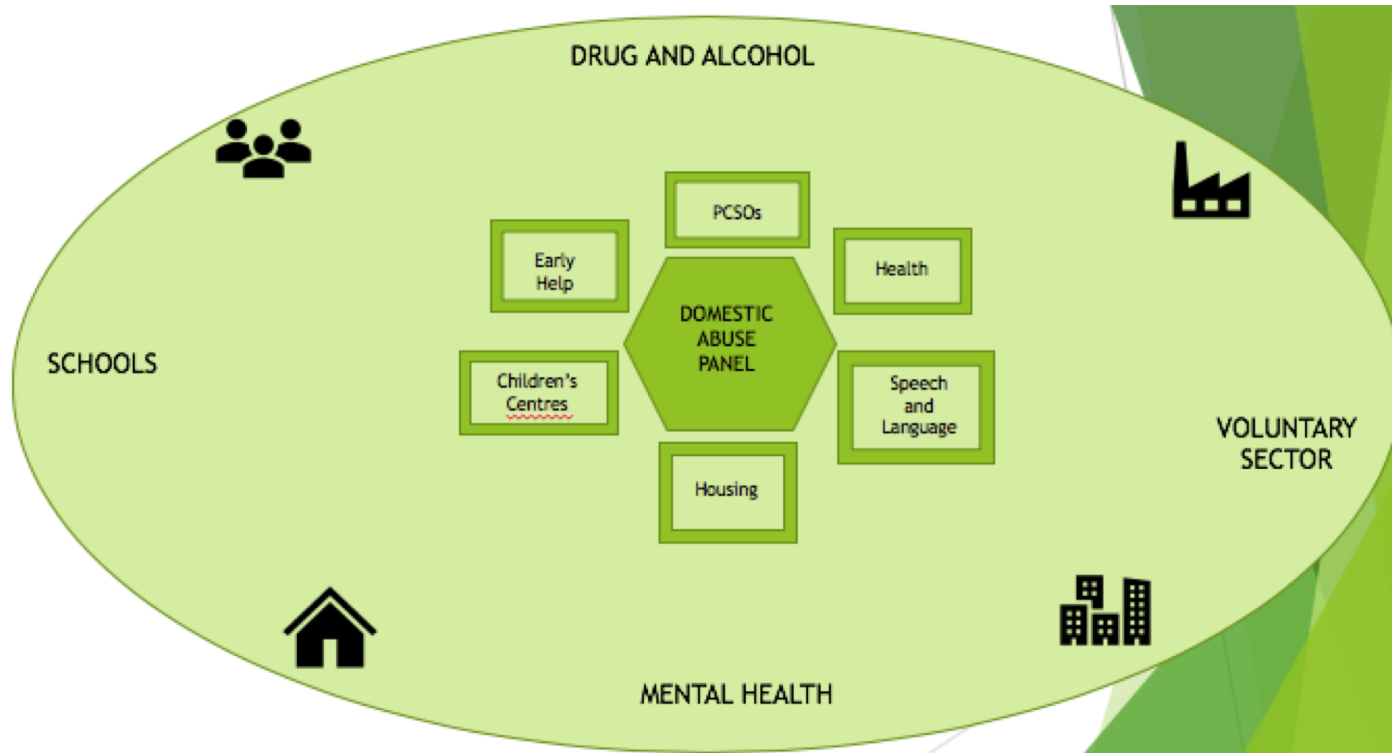 DRUG AND ALCOHOL
PCSOs
Early
Help
Health
DOMESTIC
ABUSE
PANEL
SCHOOLS
Children's
Centres
Speech
and
Language
VOLUNTARY
SECTOR
Housing
MENTAL HEALTH